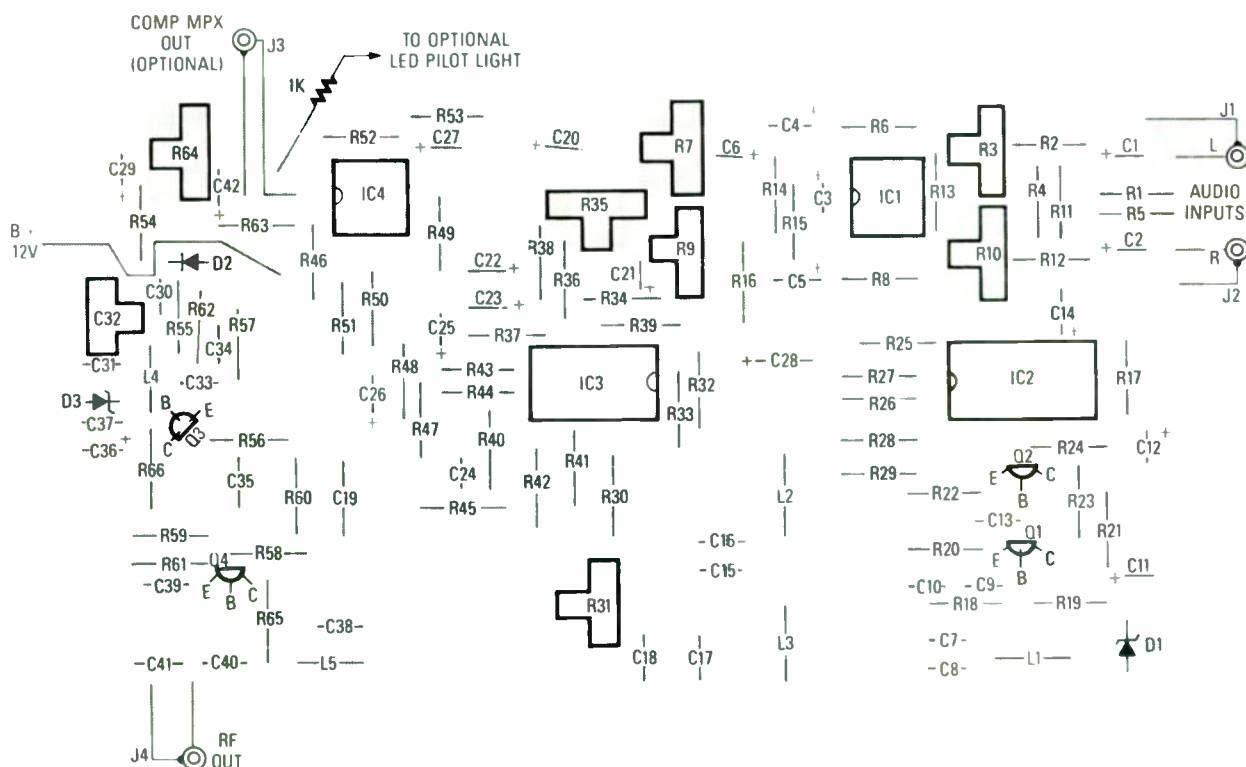 COMP MPX
OUT
(OPTIONAL)
J3
TO OPTIONAL
LED PILOT LIGHT
1K
R53
R52
C27
C20
R7
C6
C4
R6
R3
R2
C1
J1
L
R64
C29
C42
R54
R63
IC4
R35
R14
R15
C3
IC1
R13
R4
R11
R1
R5
AUDIO
INPUTS
B +
12V
D2
R46
R49
R38
R36
R9
R16
R10
R12
C2
R
J2
C22
C21
C5
R8
C30
C32
R55
R62
R57
C34
R51
R50
C23
R34
R39
C14
C25
R37
R25
C31
L4
C33
R48
R43
R44
IC3
R32
R33
C28
R27
R26
IC2
R17
D3
C37
C36
B
E
C
Q3
C26
R47
R56
R40
R41
R28
R24
C12
R66
C35
R60
C19
C24
R42
R30
L2
R29
Q2
E
C
B
R22
R23
R21
R45
C13
R59
R58
C16
R20
Q1
E
C
B
R61
Q4
C39
E
B
C
C15
C10
C9
C11
R65
C38
R31
R18
R19
C41
C40
L5
C18
C17
L3
C7
C8
L1
D1
J4
RF
OUT